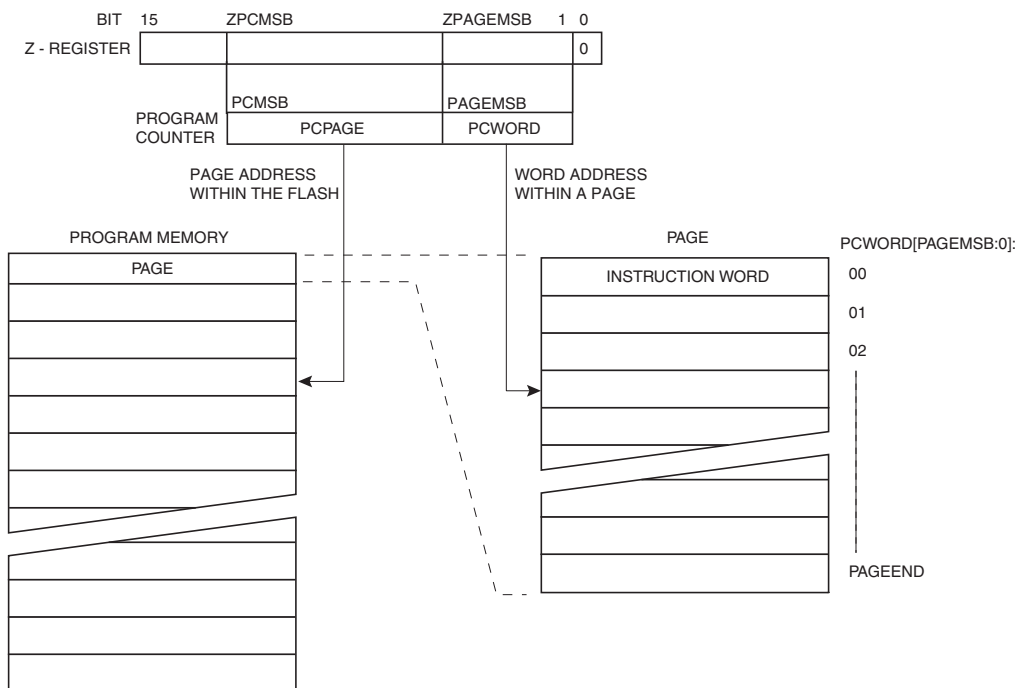 BIT 15 ZPCMSB ZPAGEMSB 1 0
Z - REGISTER 0
PCMSB PAGEMSB
PROGRAM
COUNTER
PCPAGE PCWORD
PAGE ADDRESS
WITHIN THE FLASH
WORD ADDRESS
WITHIN A PAGE
PROGRAM MEMORY
PAGE
PAGE
PCWORD[PAGEMSB:0]:
INSTRUCTION WORD 00
01
02
PAGEEND